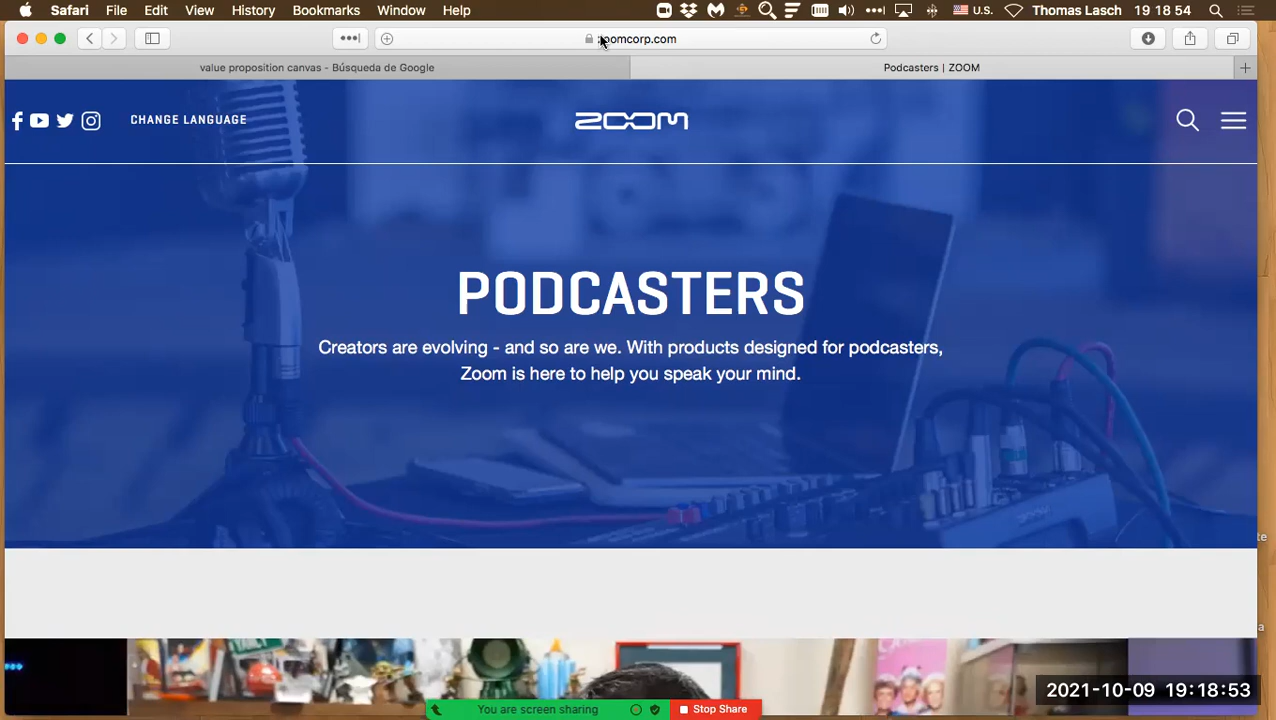 Safari File Edit View History Bookmarks Window Help U.S. Thomas Lasch 19 18 54
zoomcorp.com
value proposition canvas - Búsqueda de Google Podcasters | ZOOM
CHANGE LANGUAGE ZOOM
PODCASTERS
Creators are evolving - and so are we. With products designed for podcasters,
Zoom is here to help you speak your mind.
2021-10-09 19:18:53
You are screen sharing Stop Share